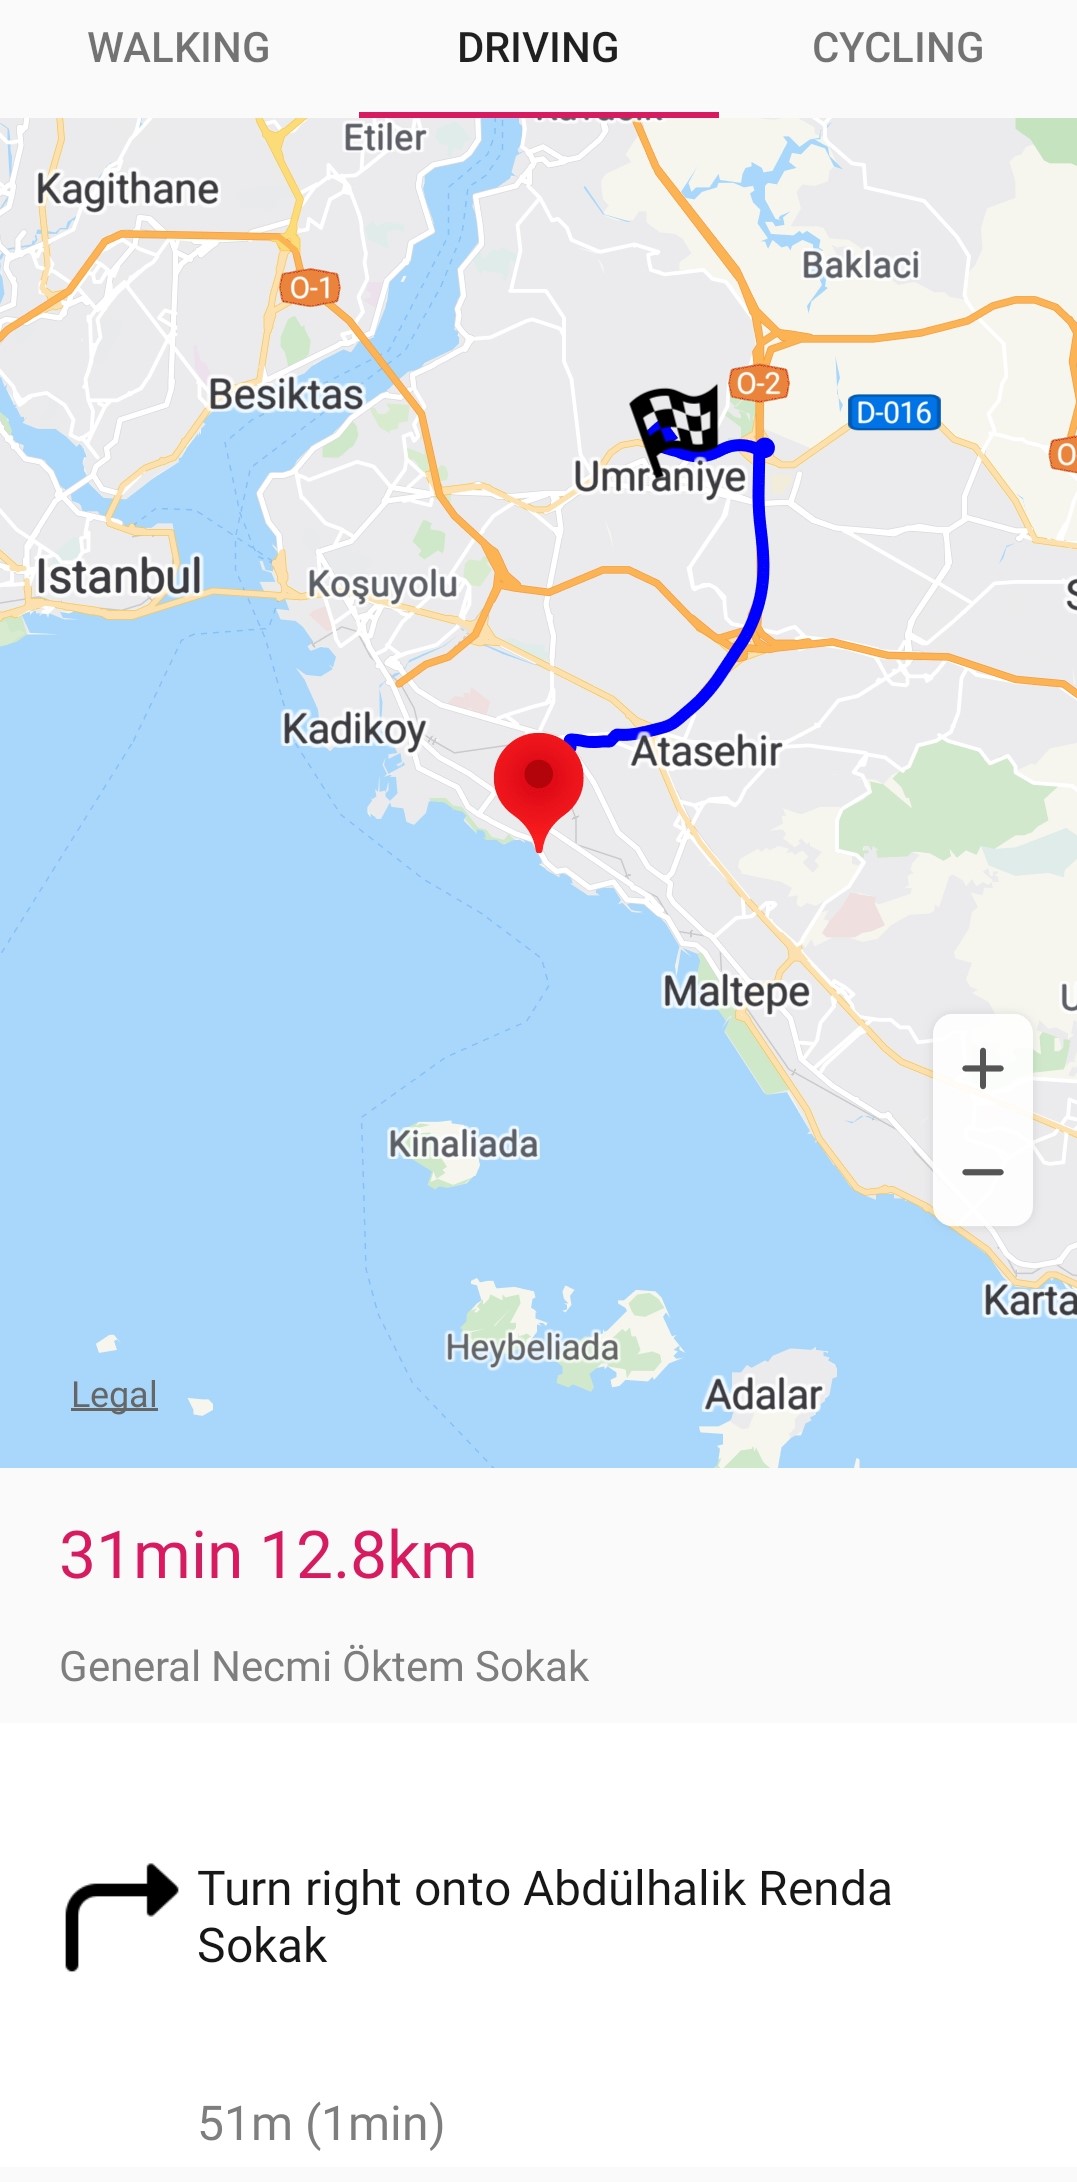 WALKING
DRIVING
CYCLING
Etiler
Kagithane
Baklaci
O-1
O-2
Besiktas
D-016
Umraniye
Istanbul
Koşuyolu
Kadikoy
Atasehir
Maltepe
+
Kinaliada
−
Karta
Heybeliada
Legal
Adalar
31min 12.8km
General Necmi Öktem Sokak
Turn right onto Abdülhalik Renda
Sokak
51m (1min)